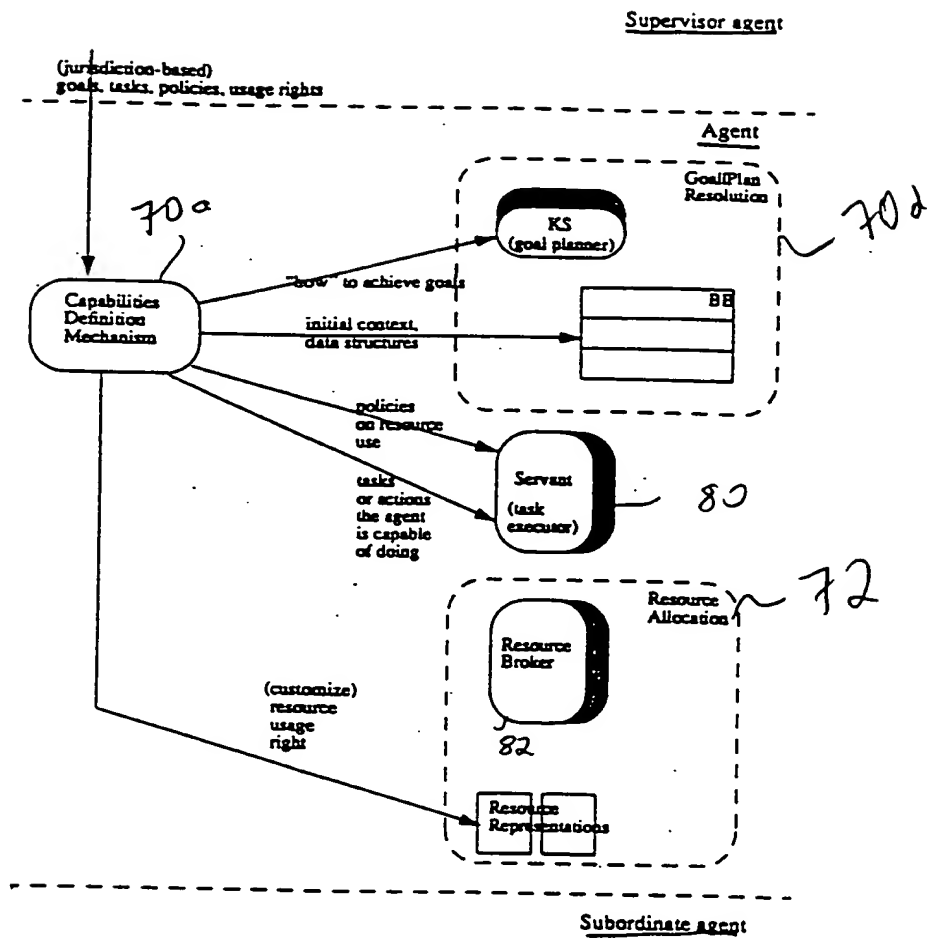 Supervisor agent
(jurisdiction-based)
goals, tasks, policies, usage rights
Agent
Goal/Plan
Resolution
70a
70d
KS
(goal planner)
"how" to achieve goals
Capabilities
Definition
Mechanism
BB
initial context,
data structures
policies
on resource
use
Servant
(task
executor)
80
tasks
or actions
the agent
is capable
of doing
72
Resource
Allocation
Resource
Broker
82
(customize)
resource
usage
right
Resource
Representations
Subordinate agent